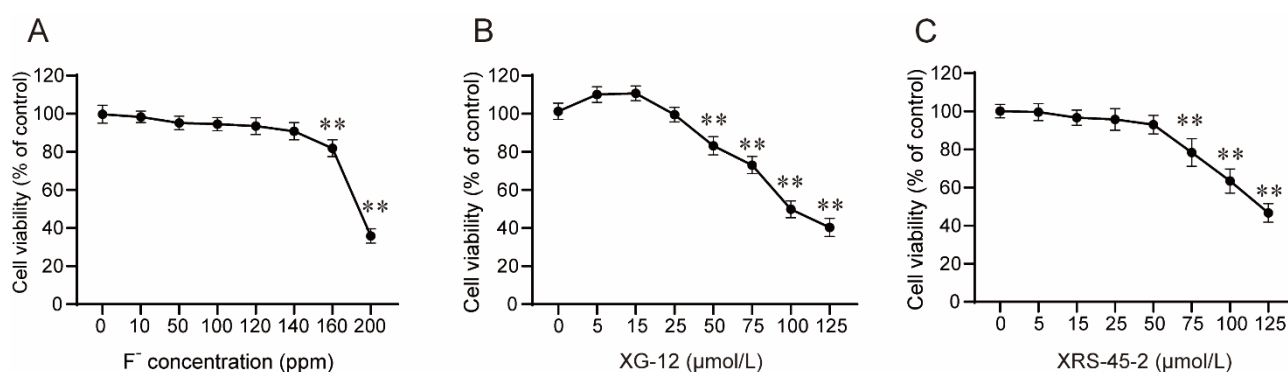 A
B
C
Cell viability (% of control)
120
100
80
60
40
20
0
**
**
0 10 50 100 120 140 160 200
F⁻ concentration (ppm)
Cell viability (% of control)
120
100
80
60
40
20
0
**
**
**
**
0 5 15 25 50 75 100 125
XG-12 (μmol/L)
Cell viability (% of control)
120
100
80
60
40
20
0
**
**
**
0 5 15 25 50 75 100 125
XRS-45-2 (μmol/L)